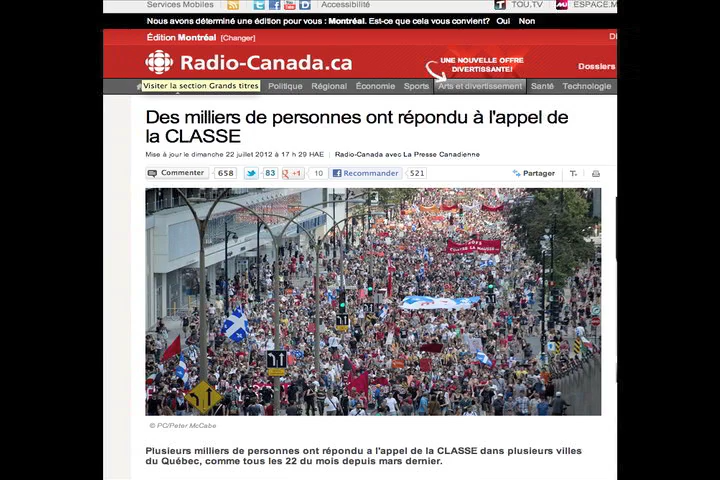 Services Mobiles
Accessibilité
TOU.TV
ESPACE.M
Nous avons déterminé une édition pour vous : Montréal. Est-ce que cela vous convient? Oui Non
Édition Montréal [Changer]
Radio-Canada.ca
UNE NOUVELLE OFFRE
DIVERTISSANTE!
Dossiers
Visiter la section Grands titres
Politique Régional Économie Sports Arts et divertissement Santé Technologie
Des milliers de personnes ont répondu à l'appel de
la CLASSE
Mise à jour le dimanche 22 juillet 2012 à 17 h 29 HAE | Radio-Canada avec La Presse Canadienne
Commenter 658 83 +1 10 Recommander 521 Partager
© PC/Peter McCabe
Plusieurs milliers de personnes ont répondu a l'appel de la CLASSE dans plusieurs villes
du Québec, comme tous les 22 du mois depuis mars dernier.